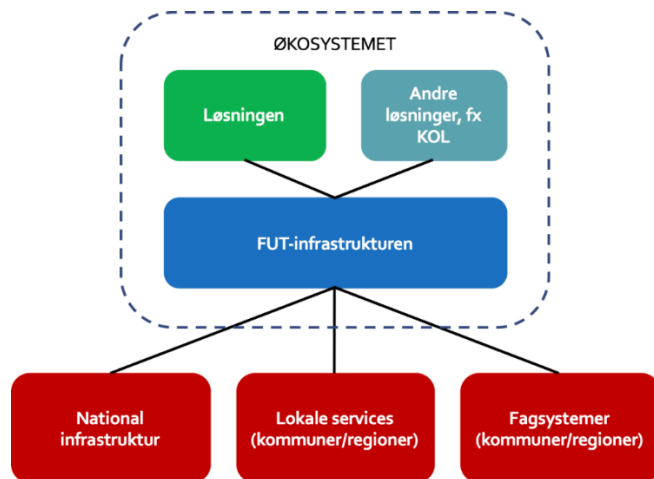 ØKOSYSTEMET
Løsningen
Andre
løsninger, fx
KOL
FUT-infrastrukturen
National
infrastruktur
Lokale services
(kommuner/regioner)
Fagsystemer
(kommuner/regioner)